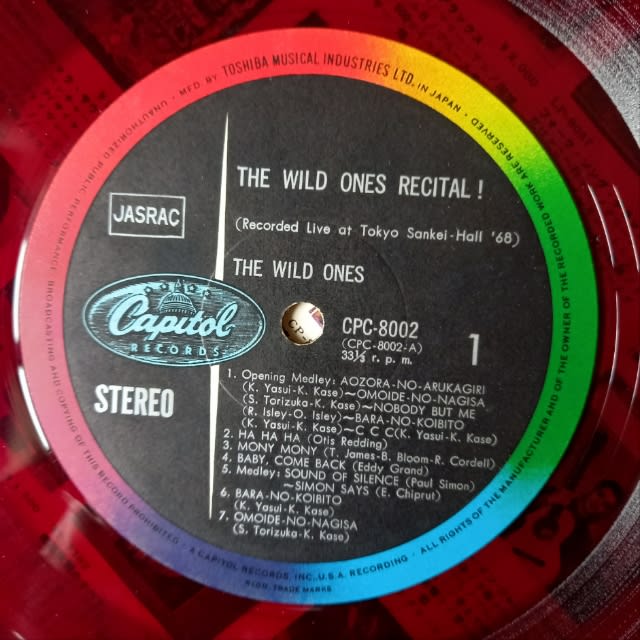 MFD. BY TOSHIBA MUSICAL INDUSTRIES LTD. IN JAPAN · ALL RIGHTS OF THE MANUFACTURER AND OF THE OWNER OF THE RECORDED WORK ARE RESERVED
UNAUTHORIZED PUBLIC PERFORMANCE BROADCASTING AND COPYING OF THIS RECORD PROHIBITED · A CAPITOL RECORDS, INC., U.S.A. RECORDING ·
THE WILD ONES RECITAL !
JASRAC
(Recorded Live at Tokyo Sankei-Hall '68)
THE WILD ONES
Capitol
RECORDS
STEREO
CPC-8002
(CPC-8002-A)
33⅓ r. p. m.
1
1. Opening Medley: AOZORA-NO-ARUKAGIRI
(K. Yasui-K. Kase)~OMOIDE-NO-NAGISA
(S. Torizuka-K. Kase)~NOBODY BUT ME
(R. Isley-O. Isley)~BARA-NO-KOIBITO
(K. Yasui-K. Kase)~C C C(K. Yasui-K. Kase)
2. HA HA HA (Otis Redding)
3. MONY MONY (T. James-B. Bloom-R. Cordell)
4. BABY, COME BACK (Eddy Grand)
5. Medley: SOUND OF SILENCE (Paul Simon)
~SIMON SAYS (E. Chiprut)
6. BARA-NO-KOIBITO
(K. Yasui-K. Kase)
7. OMOIDE-NO-NAGISA
(S. Torizuka-K. Kase)
TRADE MARKS